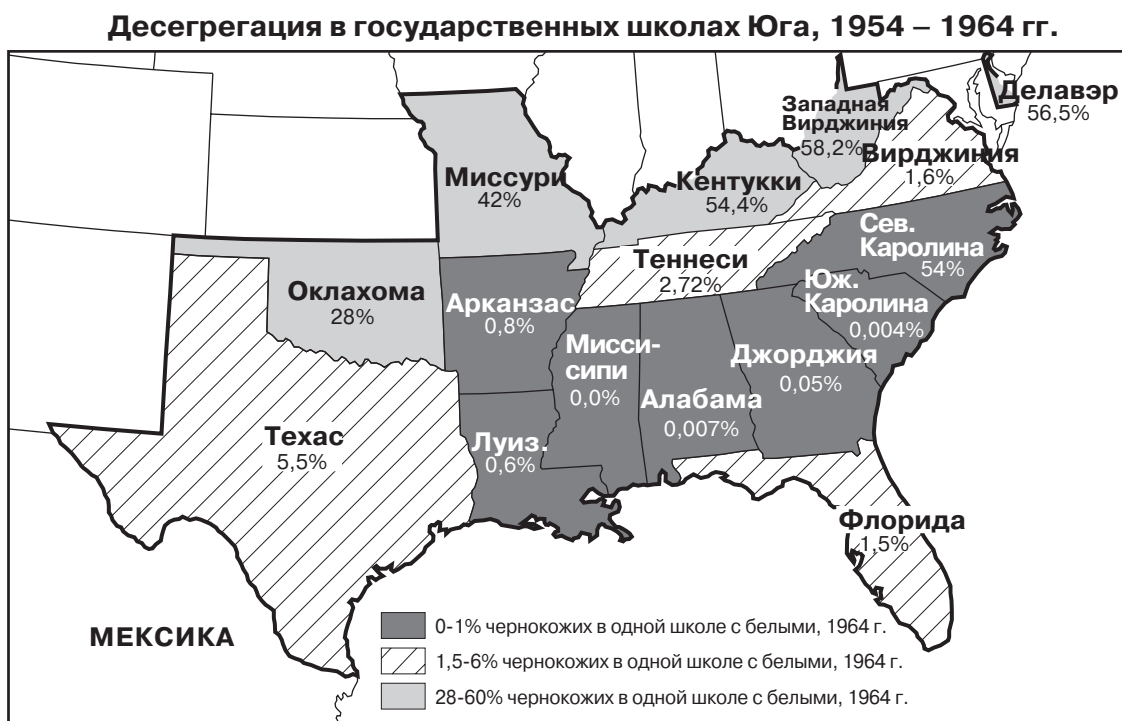 Десегрегация в государственных школах Юга, 1954 – 1964 гг.
Делавэр
56,5%
Западная
Вирджиния
58,2%
Вирджиния
1,6%
Миссури
42%
Кентукки
54,4%
Сев.
Каролина
54%
Теннеси
2,72%
Юж.
Каролина
0,004%
Оклахома
28%
Арканзас
0,8%
Мисси-
сипи
0,0%
Джорджия
0,05%
Алабама
0,007%
Техас
5,5%
Луиз.
0,6%
Флорида
1,5%
МЕКСИКА
0-1% чернокожих в одной школе с белыми, 1964 г.
1,5-6% чернокожих в одной школе с белыми, 1964 г.
28-60% чернокожих в одной школе с белыми, 1964 г.